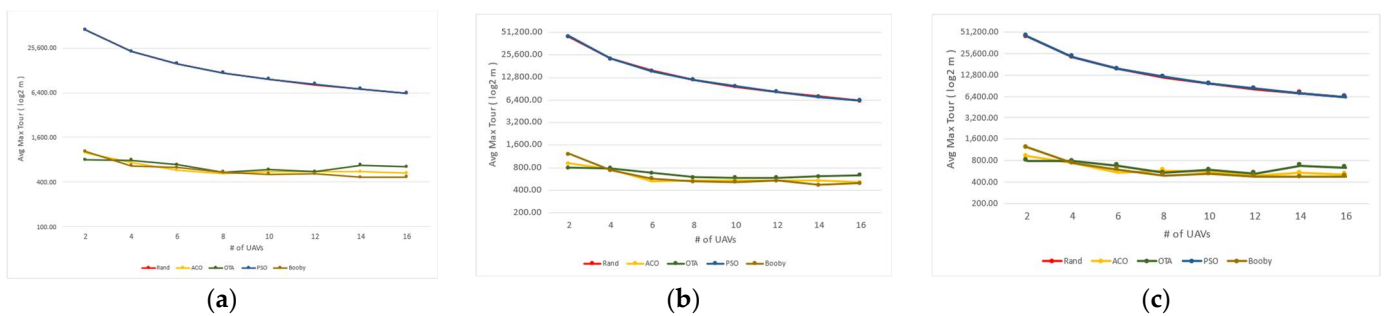 25,600.00
6,400.00
1,600.00
400.00
100.00
Avg Max Tour ( log2 m )
2 4 6 8 10 12 14 16
# of UAVs
Rand ACO OTA PSO Booby
(a)
51,200.00
25,600.00
12,800.00
6,400.00
3,200.00
1,600.00
800.00
400.00
200.00
Avg Max Tour ( log2 m )
2 4 6 8 10 12 14 16
# of UAVs
Rand ACO OTA PSO Booby
(b)
51,200.00
25,600.00
12,800.00
6,400.00
3,200.00
1,600.00
800.00
400.00
200.00
Avg Max Tour ( log2 m )
2 4 6 8 10 12 14 16
# of UAVs
Rand ACO OTA PSO Booby
(c)